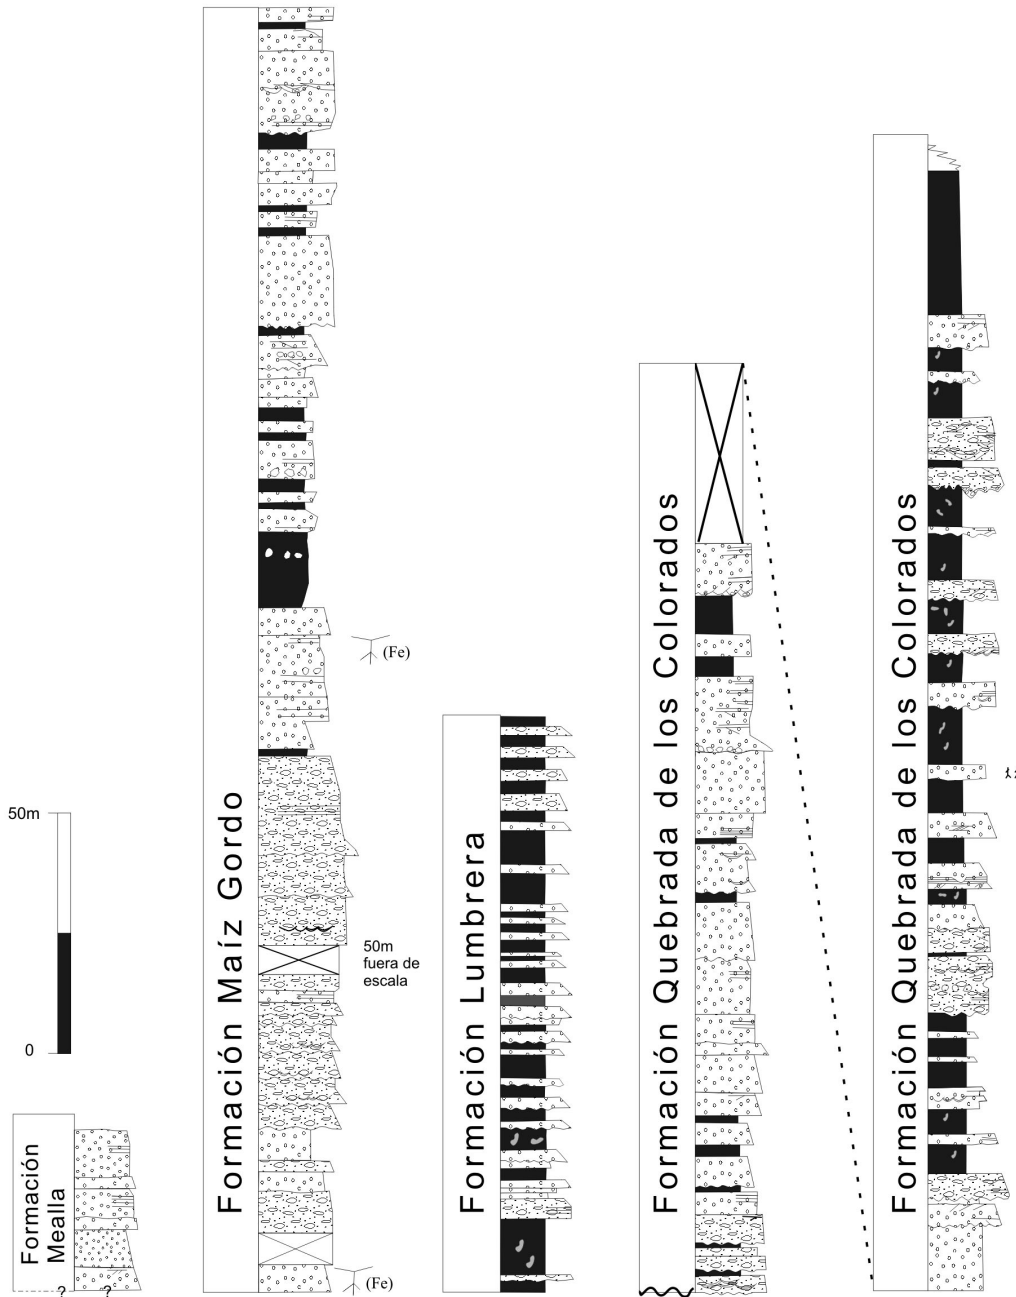 50m
0
Formación
Mealla
?
?
Formación Maíz Gordo
(Fe)
50m
fuera de
escala
(Fe)
Formación Lumbrera
Formación Quebrada de los Colorados
Formación Quebrada de los Colorados